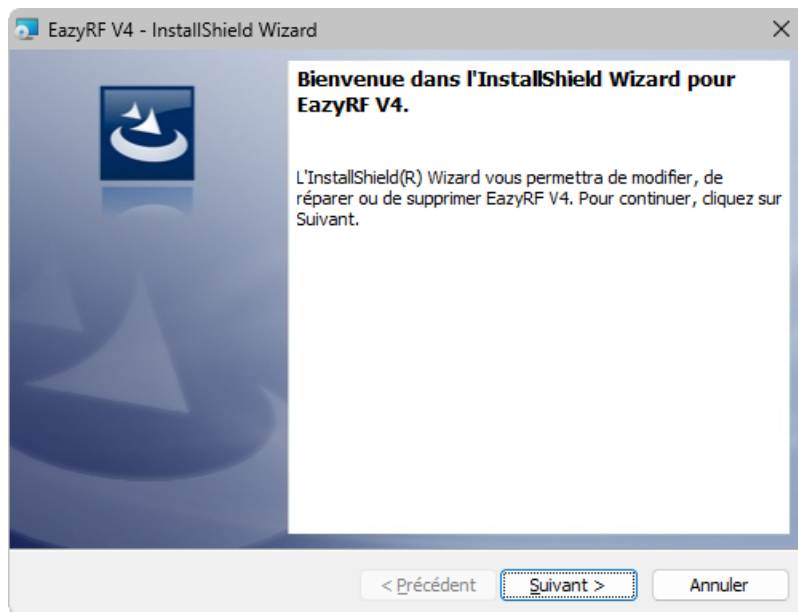 EazyRF V4 - InstallShield Wizard
Bienvenue dans l'InstallShield Wizard pour
EazyRF V4.
L'InstallShield(R) Wizard vous permettra de modifier, de
réparer ou de supprimer EazyRF V4. Pour continuer, cliquez sur
Suivant.
< Précédent
Suivant >
Annuler